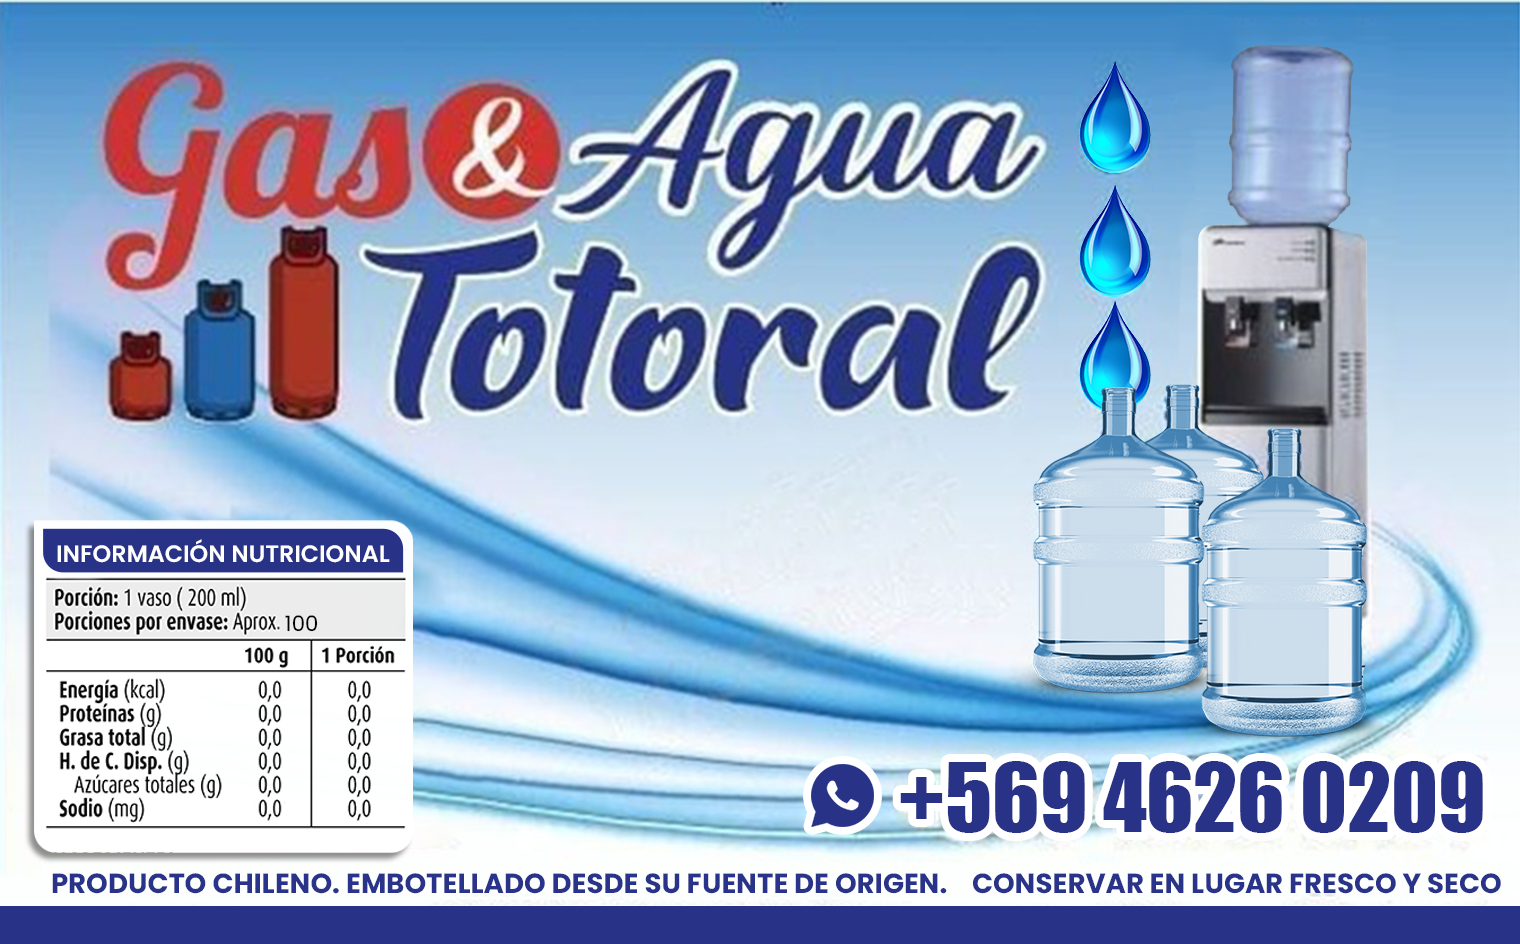 Gas & Agua
Totoral
INFORMACIÓN NUTRICIONAL
Porción: 1 vaso ( 200 ml)
Porciones por envase: Aprox. 100
100 g 1 Porción
Energía (kcal) 0,0 0,0
Proteínas (g) 0,0 0,0
Grasa total (g) 0,0 0,0
H. de C. Disp. (g) 0,0 0,0
Azúcares totales (g) 0,0 0,0
Sodio (mg) 0,0 0,0
+569 4626 0209
PRODUCTO CHILENO. EMBOTELLADO DESDE SU FUENTE DE ORIGEN. CONSERVAR EN LUGAR FRESCO Y SECO